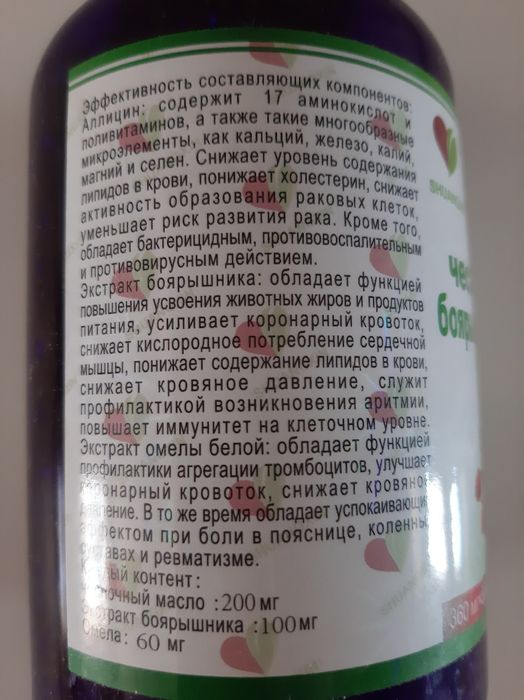 Эффективность составляющих компонентов:
Аллицин: содержит 17 аминокислот и
поливитаминов, а также такие многообразные
микроэлементы, как кальций, железо, калий,
магний и селен. Снижает уровень содержания
липидов в крови, понижает холестерин, снижает
активность образования раковых клеток,
уменьшает риск развития рака. Кроме того,
обладает бактерицидным, противовоспалительным
и противовирусным действием.
Экстракт боярышника: обладает функцией
повышения усвоения животных жиров и продуктов
питания, усиливает коронарный кровоток,
снижает кислородное потребление сердечной
мышцы, понижает содержание липидов в крови,
снижает кровяное давление, служит
профилактикой возникновения аритмии,
повышает иммунитет на клеточном уровне.
Экстракт омелы белой: обладает функцией
профилактики агрегации тромбоцитов, улучшает
коронарный кровоток, снижает кровяное
давление. В то же время обладает успокаивающим
эффектом при боли в пояснице, коленных
суставах и ревматизме.
контент:
масло :200 мг
Экстракт боярышника :100 мг
Омела: 60 мг
360